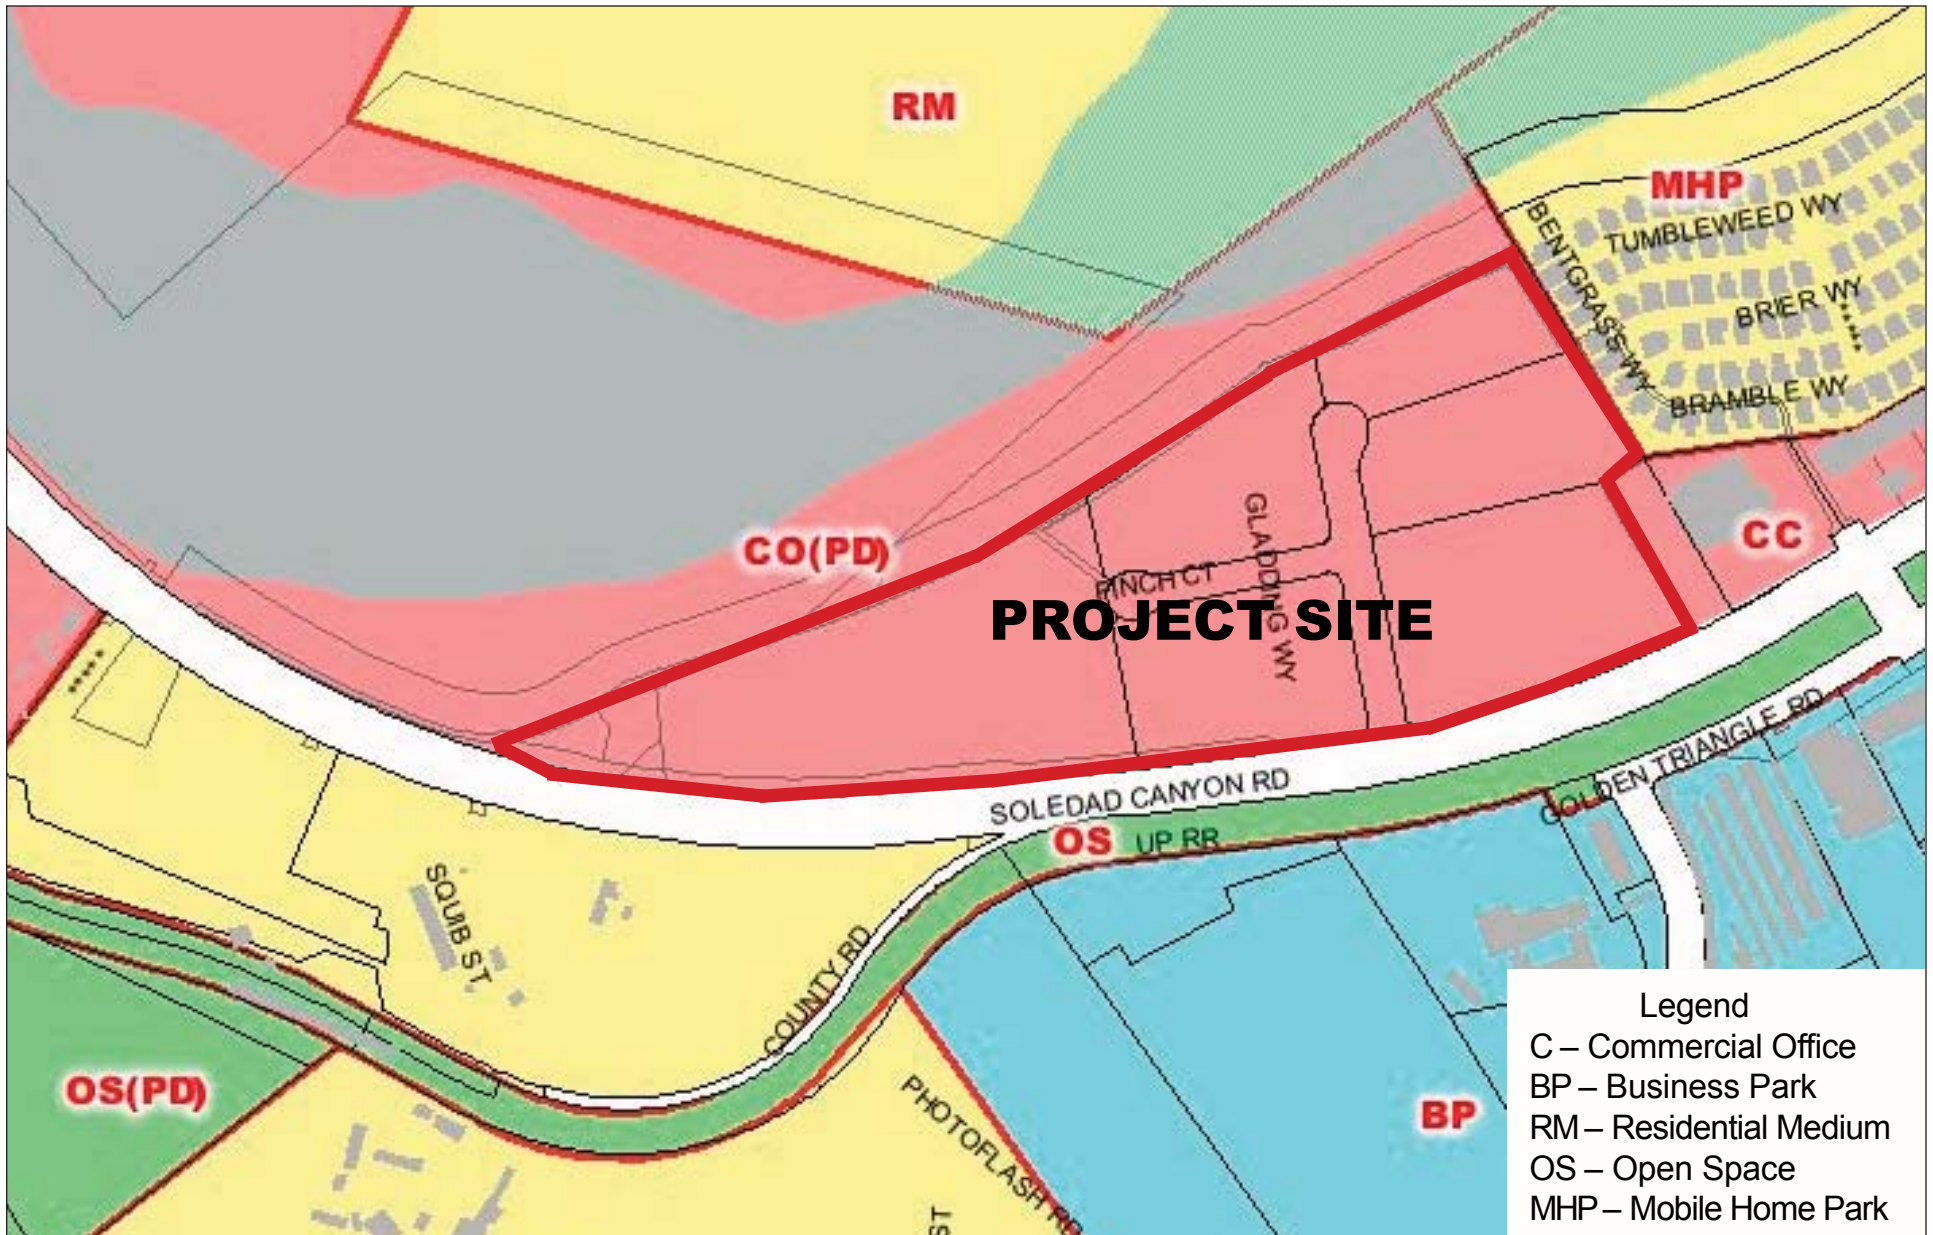 RM
MHP
TUMBLEWEED WY
BENTGRASS WY
BRIER WY
BRAMBLE WY
CC
CO(PD)
GLADDING WY
FINCH CT
PROJECT SITE
GOLDEN TRIANGLE RD
SOLEDAD CANYON RD
OS
UP RR
SQUIB ST
COUNTY RD
OS(PD)
PHOTOFLASH RD
BP
ST
Legend
C – Commercial Office
BP – Business Park
RM – Residential Medium
OS – Open Space
MHP – Mobile Home Park